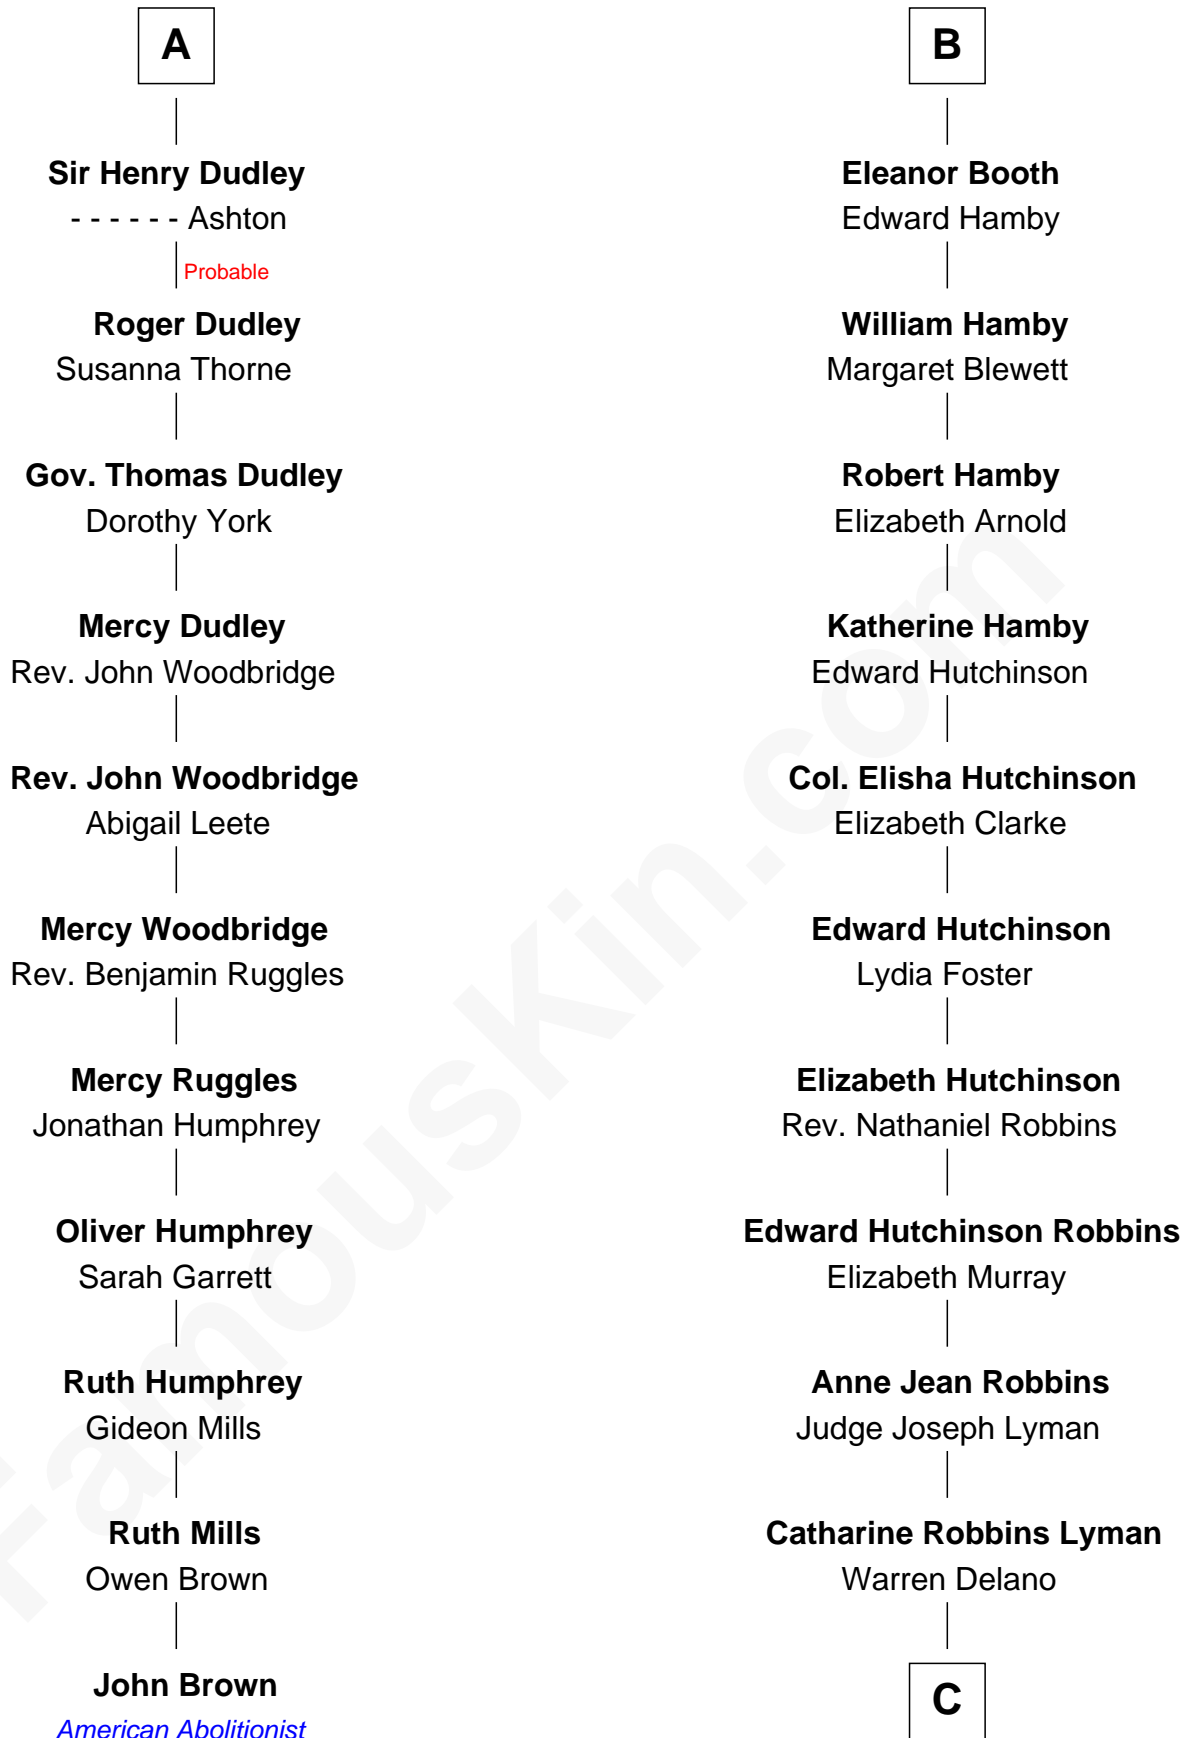 A
Sir Henry Dudley
- - - - - - Ashton
Probable
Roger Dudley
Susanna Thorne
Gov. Thomas Dudley
Dorothy York
Mercy Dudley
Rev. John Woodbridge
Rev. John Woodbridge
Abigail Leete
Mercy Woodbridge
Rev. Benjamin Ruggles
Mercy Ruggles
Jonathan Humphrey
Oliver Humphrey
Sarah Garrett
Ruth Humphrey
Gideon Mills
Ruth Mills
Owen Brown
John Brown
American Abolitionist
B
Eleanor Booth
Edward Hamby
William Hamby
Margaret Blewett
Robert Hamby
Elizabeth Arnold
Katherine Hamby
Edward Hutchinson
Col. Elisha Hutchinson
Elizabeth Clarke
Edward Hutchinson
Lydia Foster
Elizabeth Hutchinson
Rev. Nathaniel Robbins
Edward Hutchinson Robbins
Elizabeth Murray
Anne Jean Robbins
Judge Joseph Lyman
Catharine Robbins Lyman
Warren Delano
C
FamousKin.com